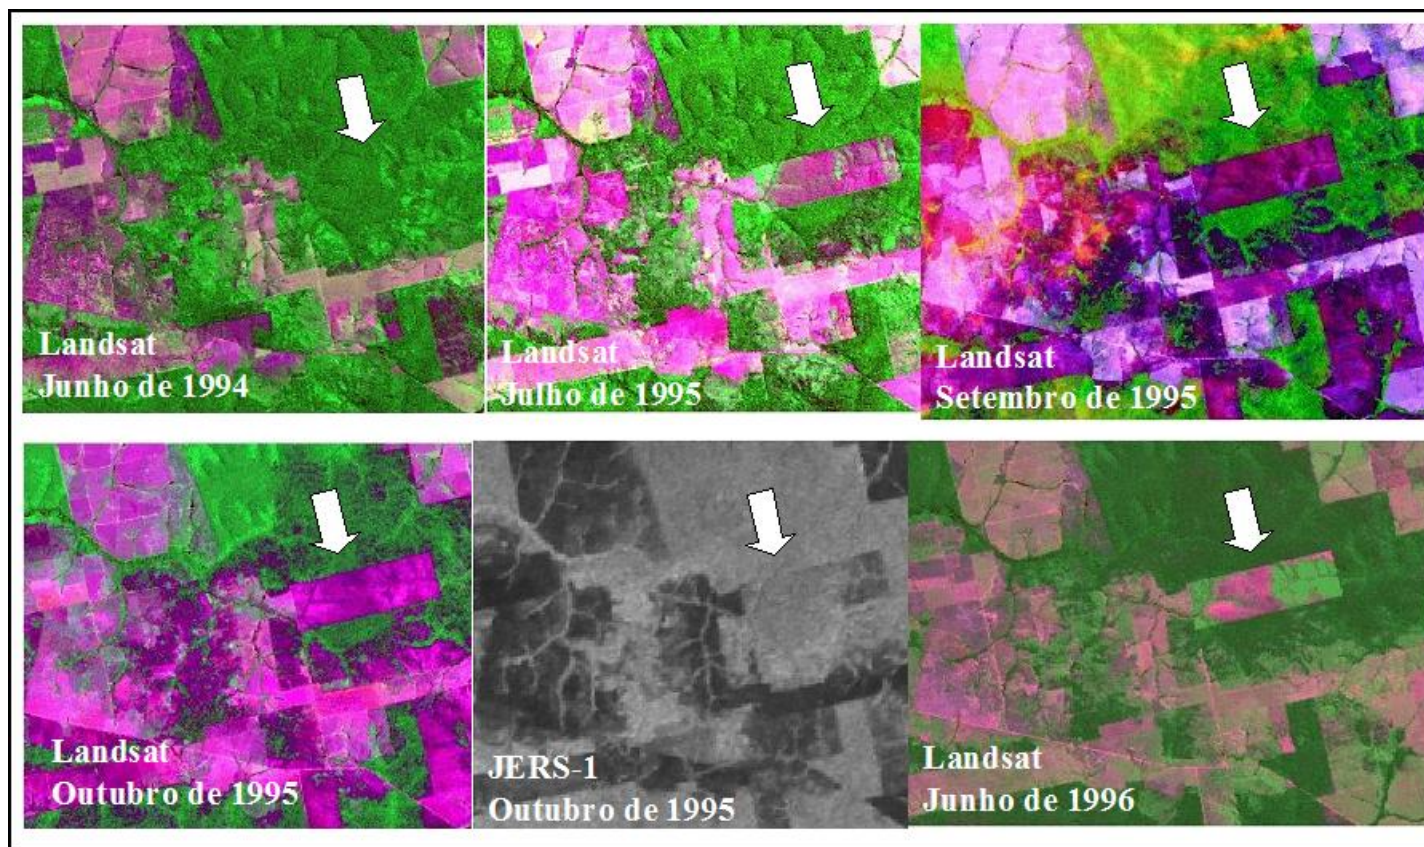 Landsat
Junho de 1994
Landsat
Julho de 1995
Landsat
Setembro de 1995
Landsat
Outubro de 1995
JERS-1
Outubro de 1995
Landsat
Junho de 1996